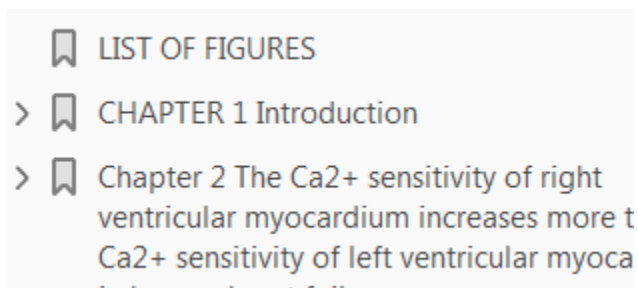 LIST OF FIGURES
CHAPTER 1 Introduction
Chapter 2 The Ca2+ sensitivity of right
ventricular myocardium increases more t
Ca2+ sensitivity of left ventricular myoca